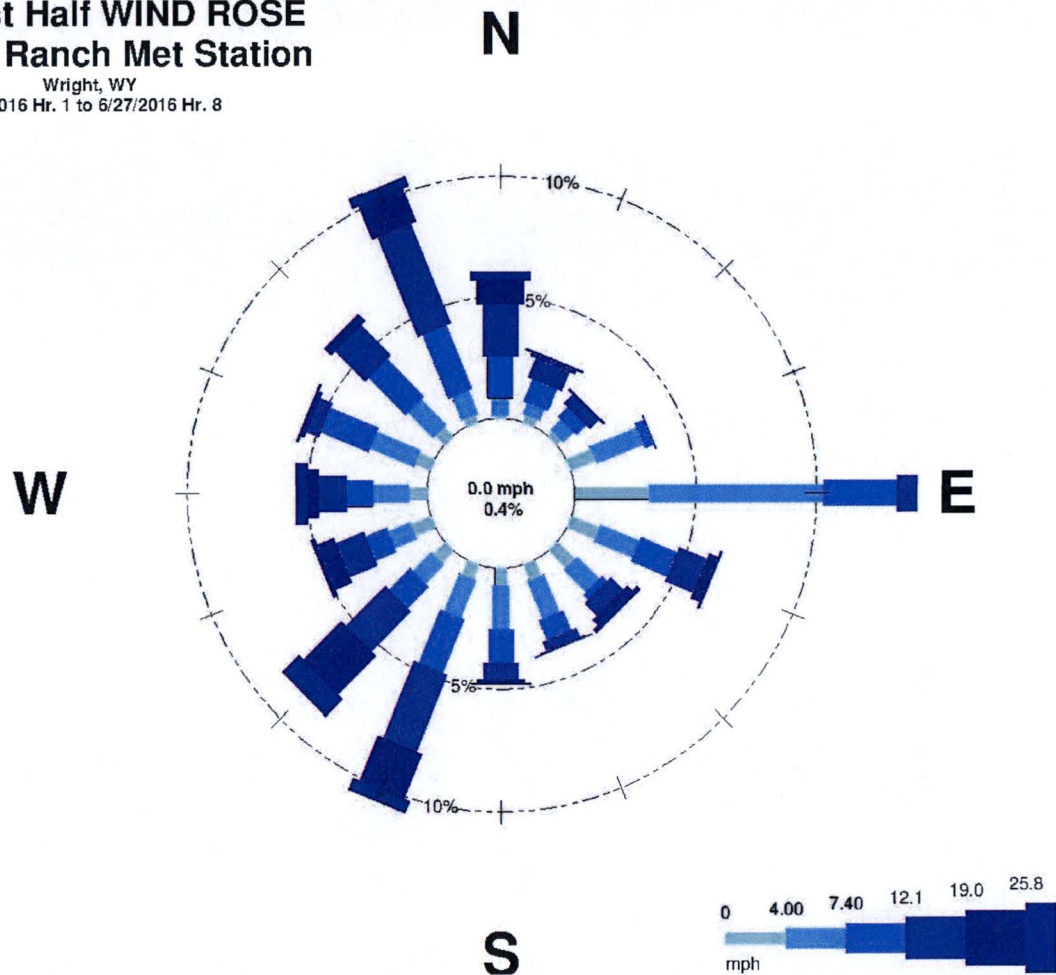 t Half WIND ROSE
Ranch Met Station
Wright, WY
016 Hr. 1 to 6/27/2016 Hr. 8
N
10%
5%
W
0.0 mph
0.4%
E
5%
10%
S
0 4.00 7.40 12.1 19.0 25.8
mph